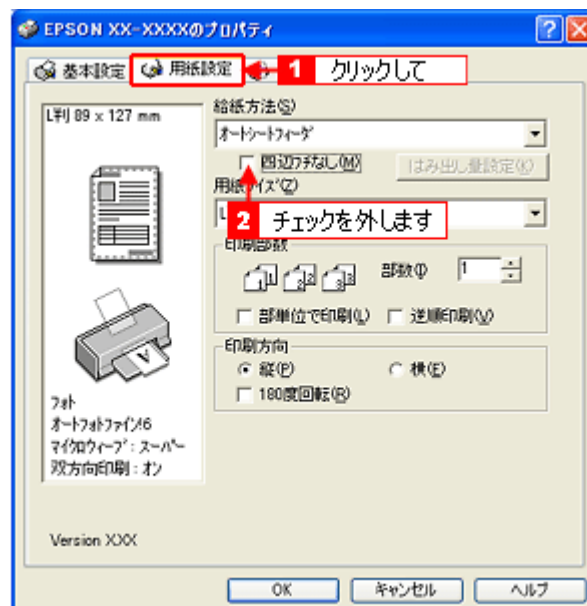 EPSON XX-XXXXのプロパティ
基本設定
用紙設定
1 クリックして
L判 89 x 127 mm
給紙方法(S)
オートシートフィーダ
四辺フチなし(M)
はみ出し量設定(K)
用紙サイズ(Z)
L
2 チェックを外します
印刷部数
部数(I)
1
部単位で印刷(L)
逆順印刷(V)
印刷方向
縦(P)
横(E)
180度回転(R)
フォト
オートフォトファイン!6
マイクロウィーブ : スーパー
双方向印刷 : オン
Version XXX
OK
キャンセル
ヘルプ